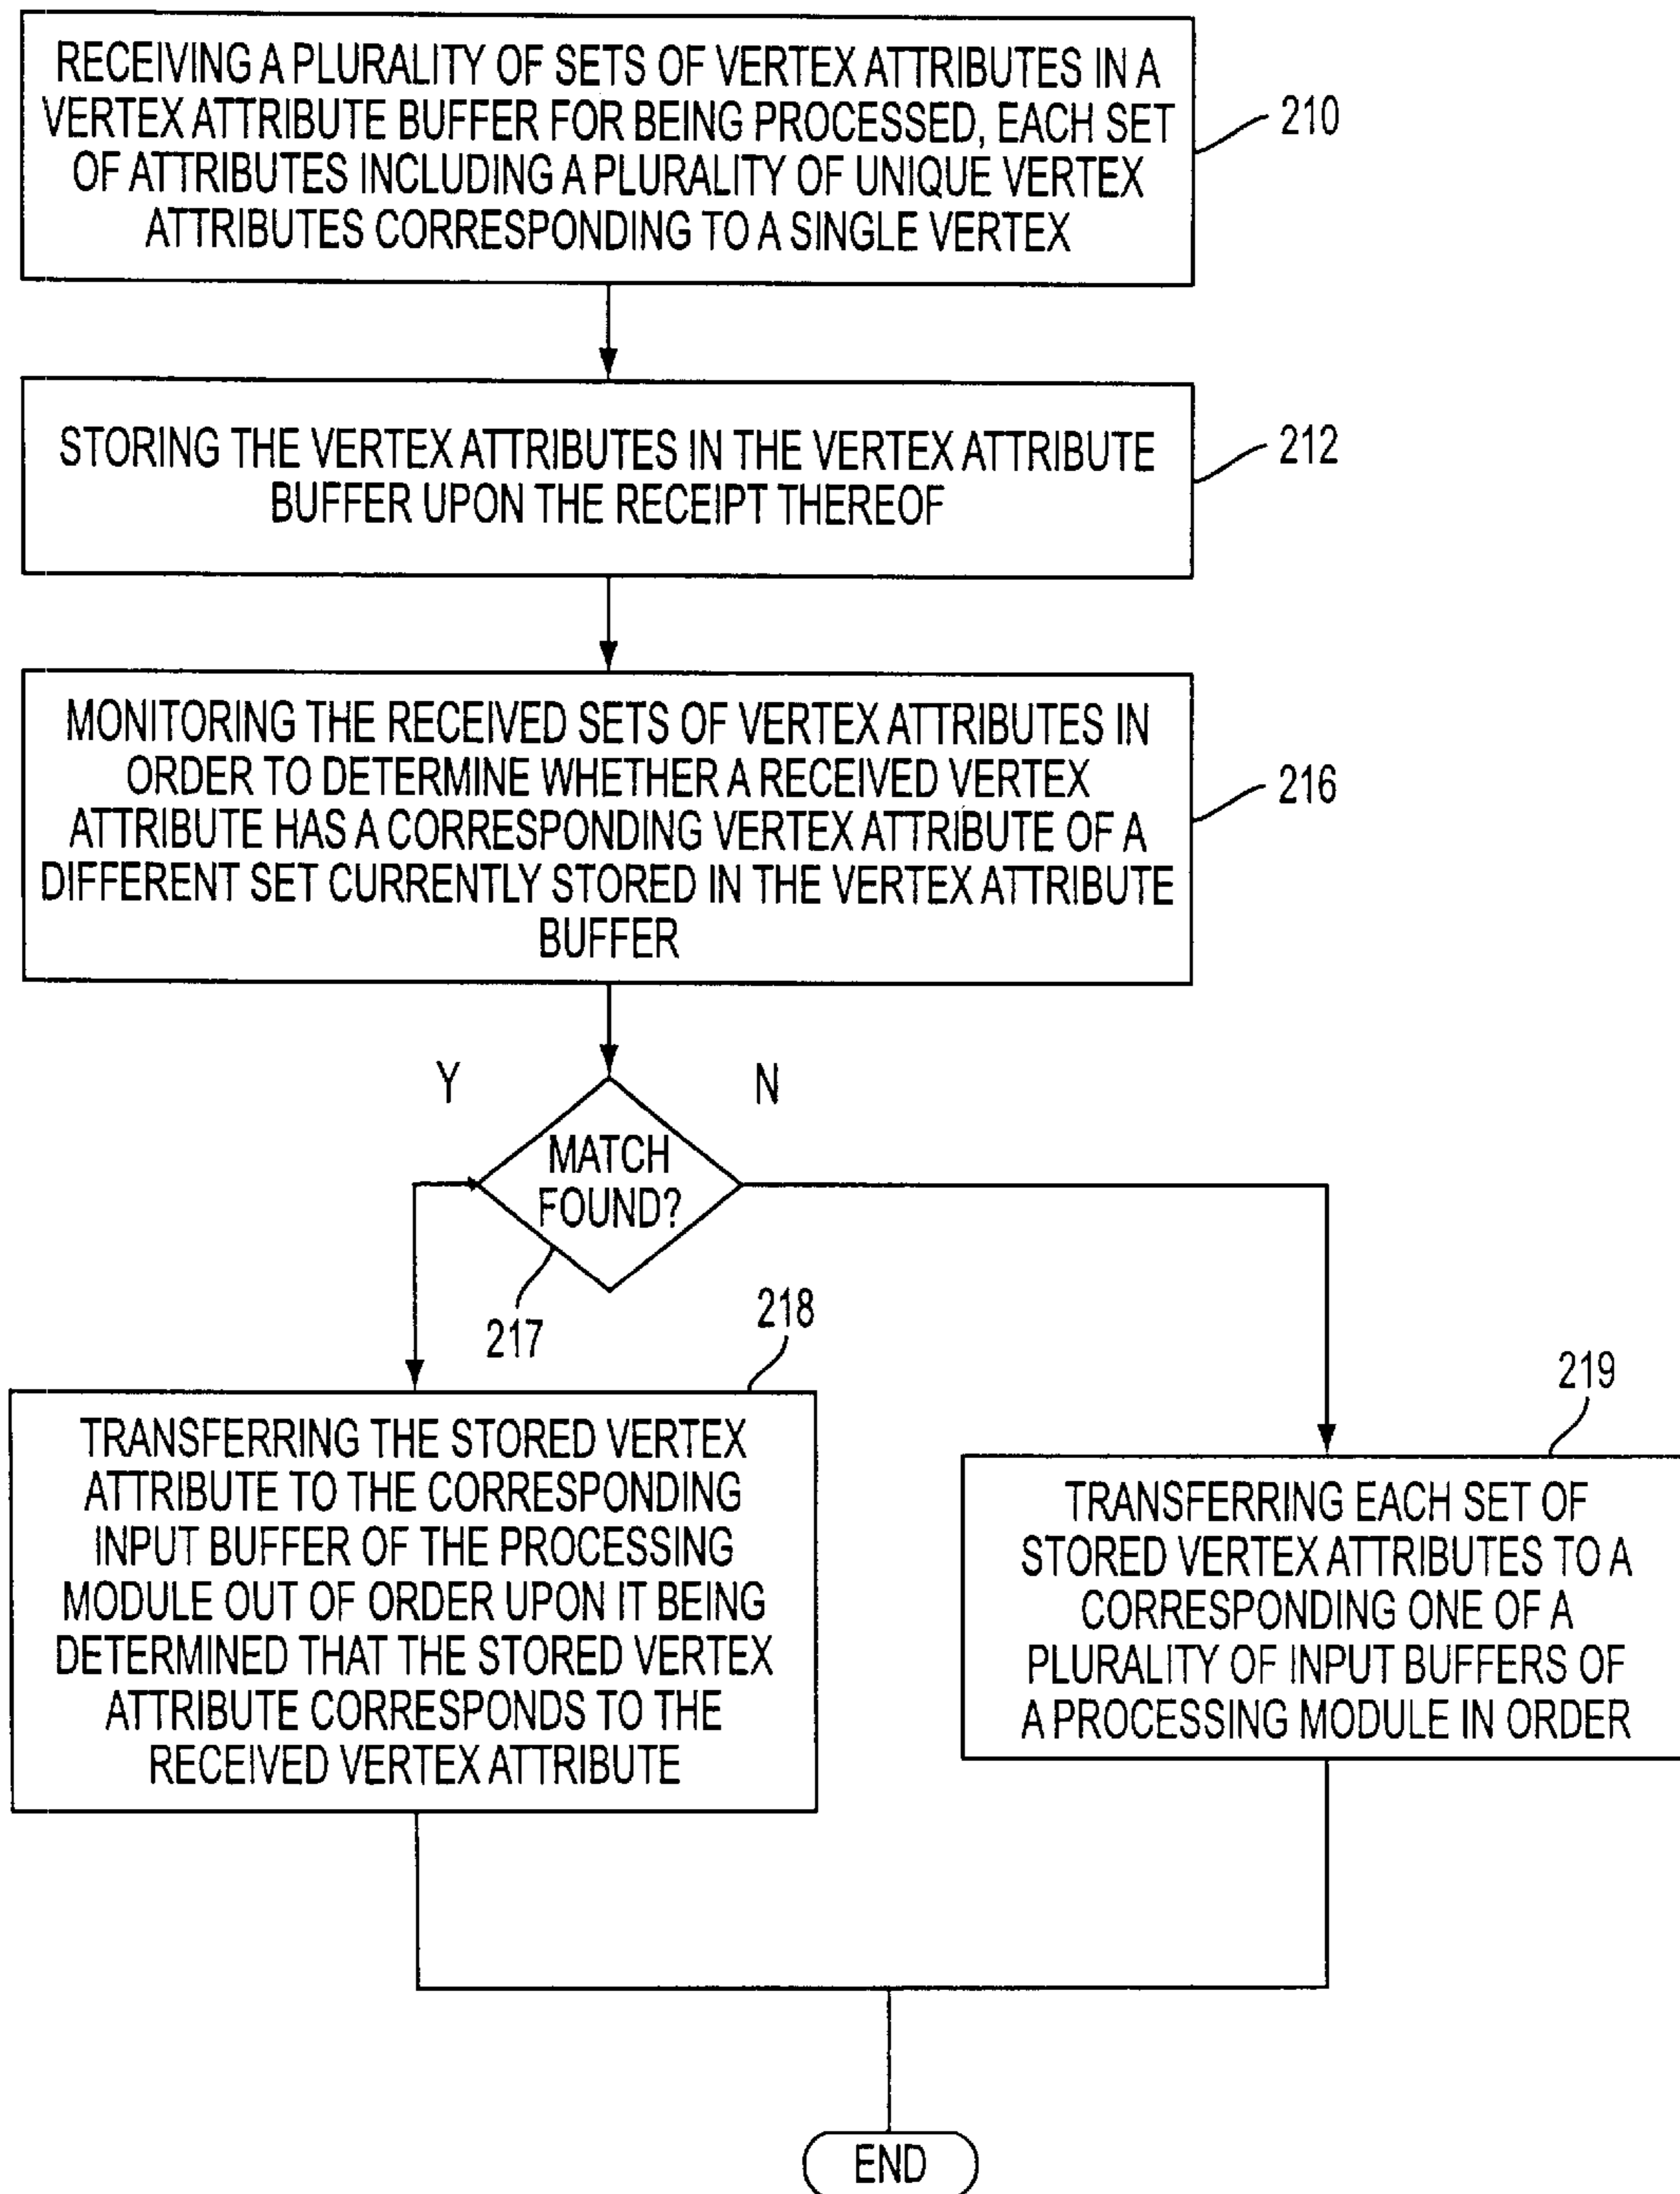 RECEIVING A PLURALITY OF SETS OF VERTEX ATTRIBUTES IN A
VERTEX ATTRIBUTE BUFFER FOR BEING PROCESSED, EACH SET
OF ATTRIBUTES INCLUDING A PLURALITY OF UNIQUE VERTEX
ATTRIBUTES CORRESPONDING TO A SINGLE VERTEX
210
STORING THE VERTEX ATTRIBUTES IN THE VERTEX ATTRIBUTE
BUFFER UPON THE RECEIPT THEREOF
212
MONITORING THE RECEIVED SETS OF VERTEX ATTRIBUTES IN
ORDER TO DETERMINE WHETHER A RECEIVED VERTEX
ATTRIBUTE HAS A CORRESPONDING VERTEX ATTRIBUTE OF A
DIFFERENT SET CURRENTLY STORED IN THE VERTEX ATTRIBUTE
BUFFER
216
Y
N
MATCH
FOUND?
217
218
TRANSFERRING THE STORED VERTEX
ATTRIBUTE TO THE CORRESPONDING
INPUT BUFFER OF THE PROCESSING
MODULE OUT OF ORDER UPON IT BEING
DETERMINED THAT THE STORED VERTEX
ATTRIBUTE CORRESPONDS TO THE
RECEIVED VERTEX ATTRIBUTE
219
TRANSFERRING EACH SET OF
STORED VERTEX ATTRIBUTES TO A
CORRESPONDING ONE OF A
PLURALITY OF INPUT BUFFERS OF
A PROCESSING MODULE IN ORDER
END